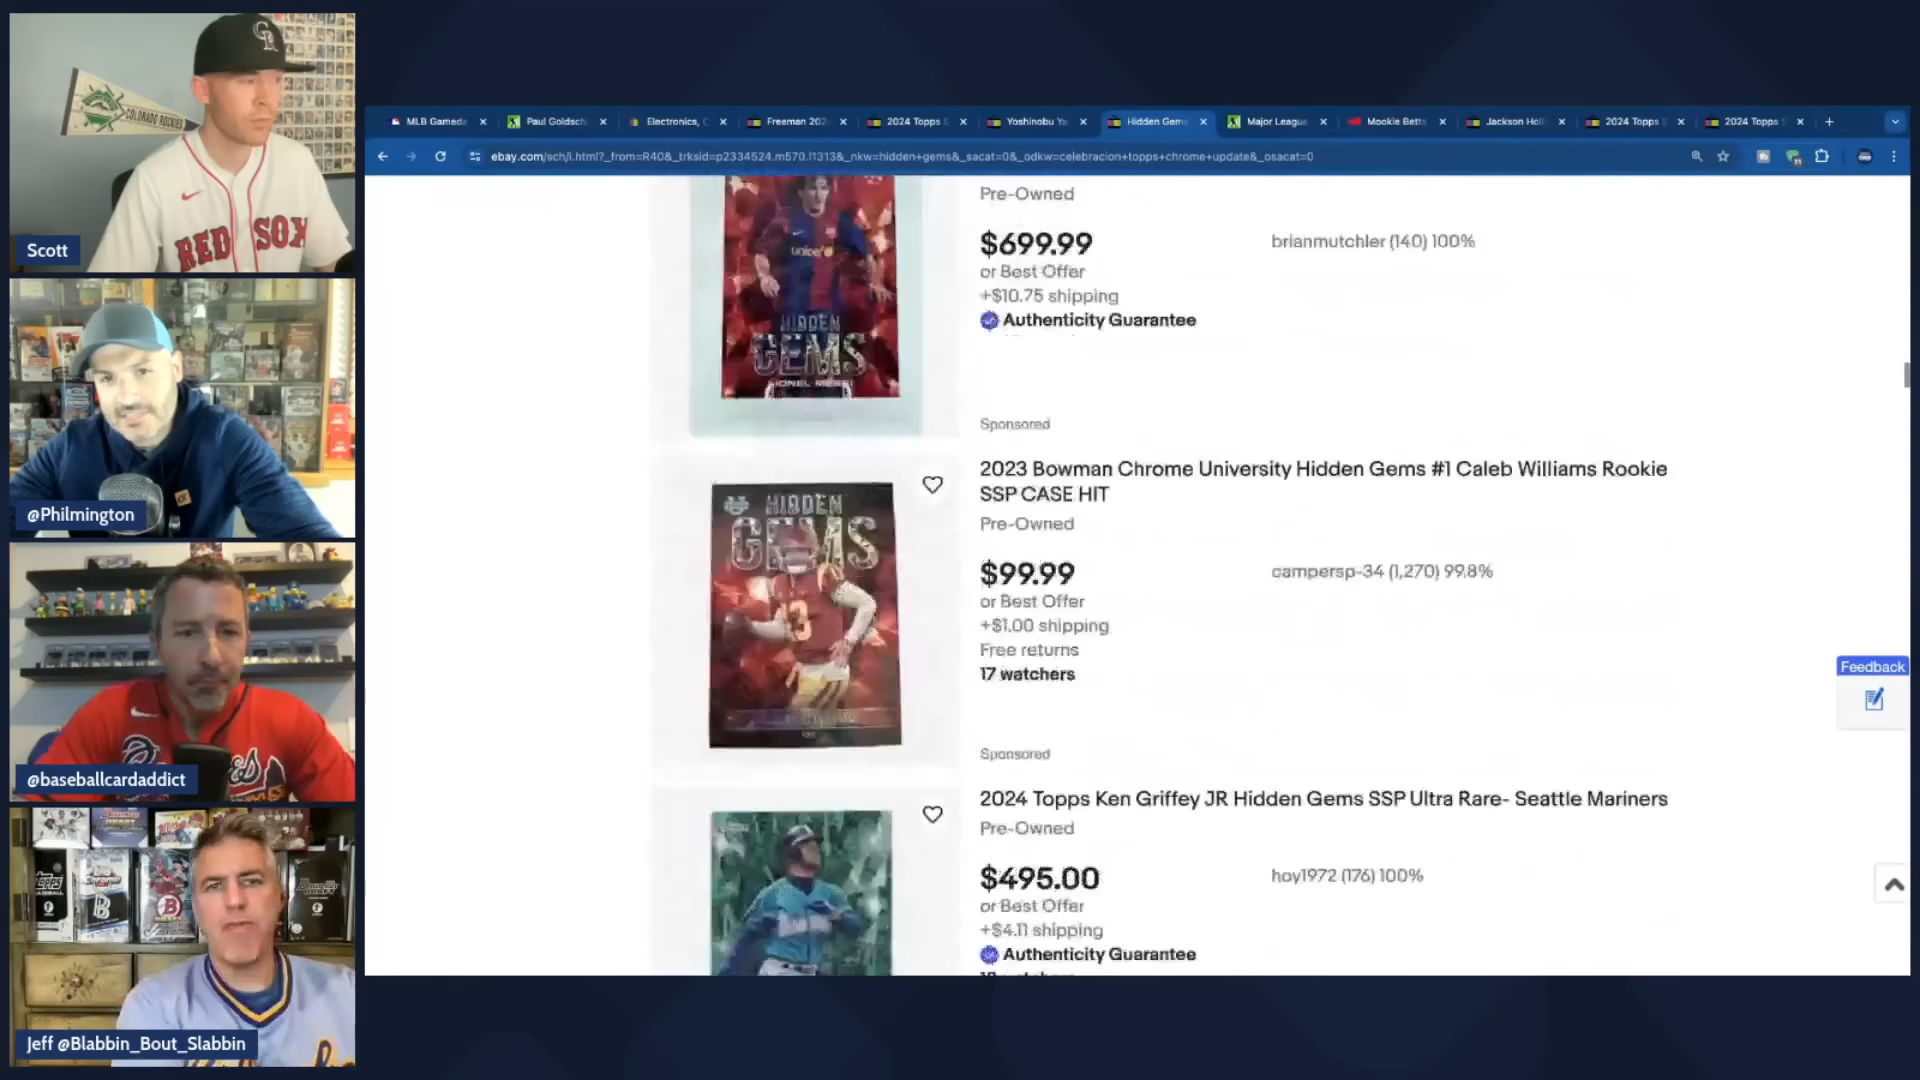 CR
COLORADO ROCKIES
RED SOX
Scott
@Philmington
@baseballcardaddict
topps
B
Jeff @Blabbin_Bout_Slabbin
MLB Gameda
Paul Goldsch
Electronics, C
Freeman 202
2024 Topps S
Yoshinobu Ya
Hidden Gem
Major League
Mookie Betts
Jackson Holl
2024 Topps
2024 Topps
ebay.com/sch/i.html?_from=R40&_trksid=p2334524.m570.l1313&_nkw=hidden+gems&_sacat=0&_odkw=celebracion+topps+chrome+update&_osacat=0
unicef
HIDDEN
GEMS
LIONEL MESSI
Pre-Owned
$699.99
brianmutchler (140) 100%
or Best Offer
+$10.75 shipping
Authenticity Guarantee
Sponsored
2023 Bowman Chrome University Hidden Gems #1 Caleb Williams Rookie
SSP CASE HIT
Pre-Owned
HIDDEN
GEMS
$99.99
campersp-34 (1,270) 99.8%
or Best Offer
+$1.00 shipping
Free returns
17 watchers
Sponsored
2024 Topps Ken Griffey JR Hidden Gems SSP Ultra Rare- Seattle Mariners
Pre-Owned
$495.00
hoy1972 (176) 100%
or Best Offer
+$4.11 shipping
Authenticity Guarantee
Feedback